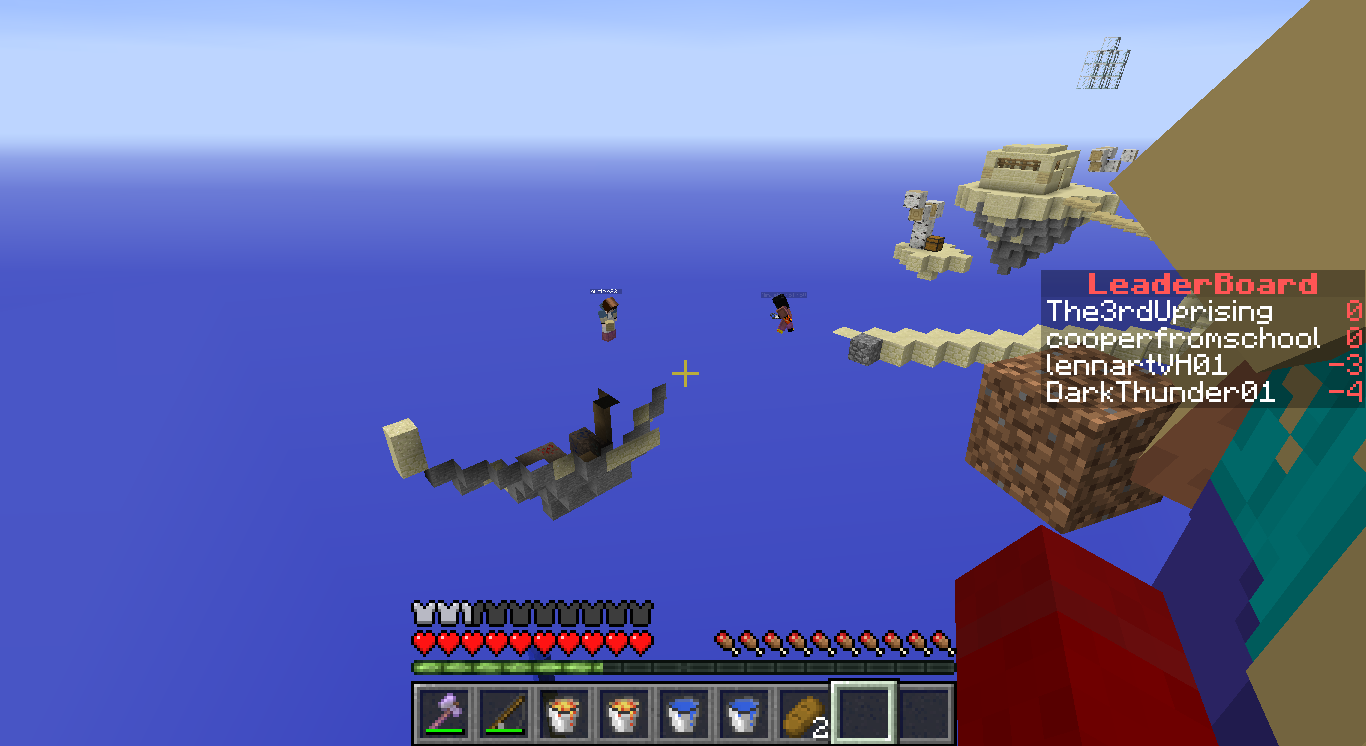 LeaderBoard
The3rdUprising 0
cooperfromschool 0
lennartVH01 -3
DarkThunder01 -4
2